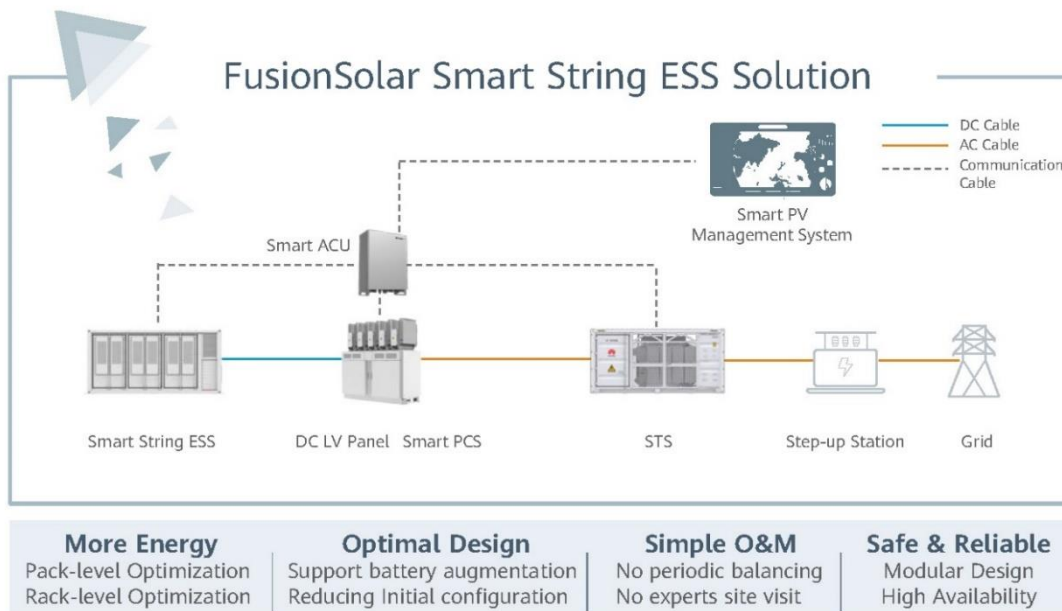 FusionSolar Smart String ESS Solution
DC Cable
AC Cable
Communication
Cable
Smart PV
Management System
Smart ACU
Smart String ESS
DC LV Panel
Smart PCS
STS
Step-up Station
Grid
More Energy
Pack-level Optimization
Rack-level Optimization
Optimal Design
Support battery augmentation
Reducing Initial configuration
Simple O&M
No periodic balancing
No experts site visit
Safe & Reliable
Modular Design
High Availability